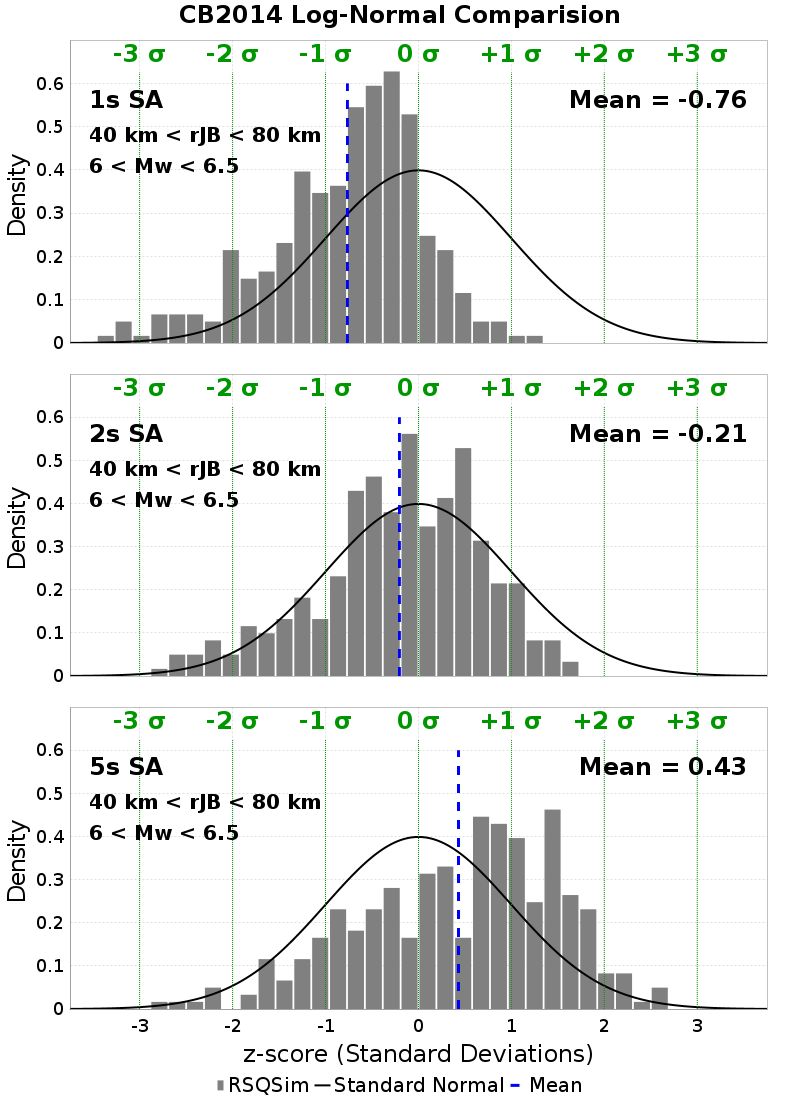 CB2014 Log-Normal Comparision
-3 σ -2 σ -1 σ 0 σ +1 σ +2 σ +3 σ
1s SA Mean = -0.76
40 km < rJB < 80 km
6 < Mw < 6.5
0.6
0.5
0.4
0.3
0.2
0.1
0
Density
-3 σ -2 σ -1 σ 0 σ +1 σ +2 σ +3 σ
2s SA Mean = -0.21
40 km < rJB < 80 km
6 < Mw < 6.5
0.6
0.5
0.4
0.3
0.2
0.1
0
Density
-3 σ -2 σ -1 σ 0 σ +1 σ +2 σ +3 σ
5s SA Mean = 0.43
40 km < rJB < 80 km
6 < Mw < 6.5
0.6
0.5
0.4
0.3
0.2
0.1
0
Density
-3 -2 -1 0 1 2 3
z-score (Standard Deviations)
RSQSim Standard Normal Mean